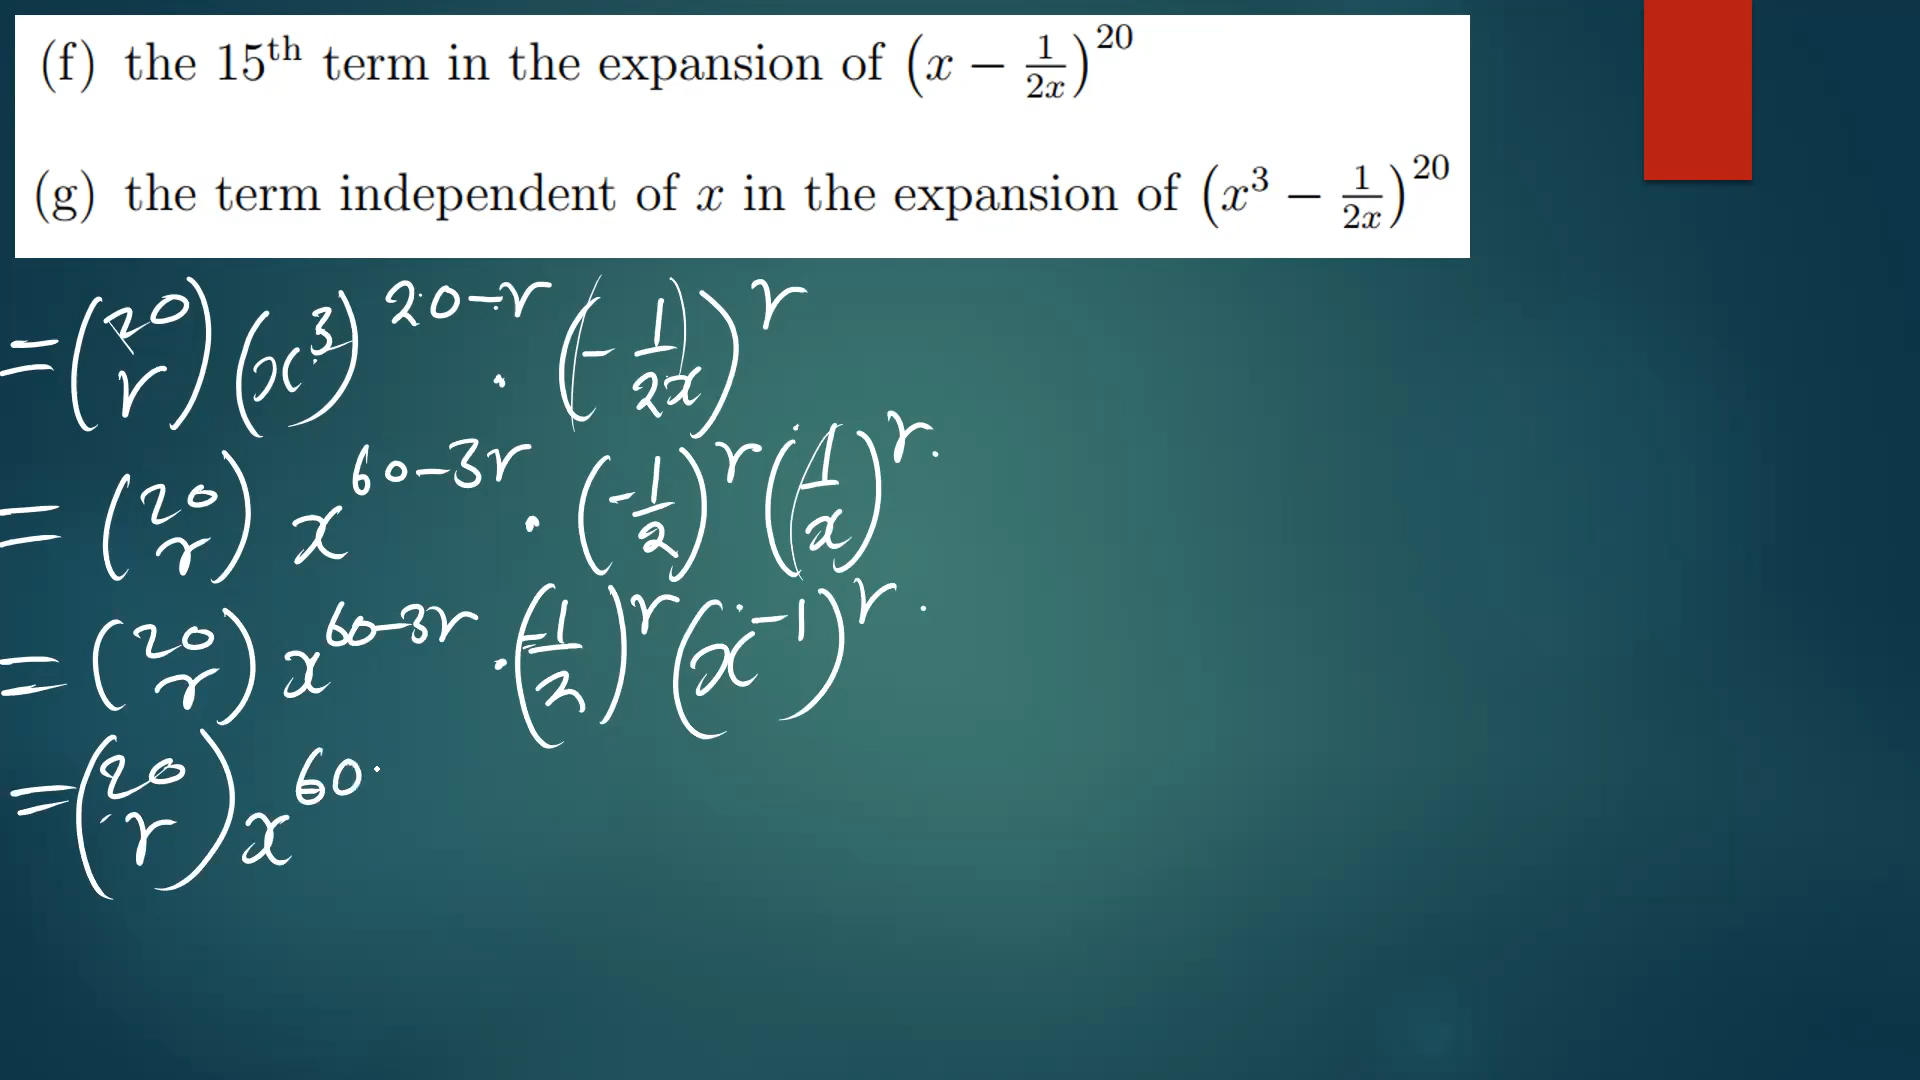 (f) the 15^th term in the expansion of (x − 1/2x)^20
(g) the term independent of x in the expansion of (x^3 − 1/2x)^20
= (20 r) (x^3)^20−r · (−1/2x)^r
= (20 r) x^60−3r · (−1/2)^r (1/x)^r.
= (20 r) x^60−3r · (−1/2)^r (x^−1)^r.
= (20 r) x^60